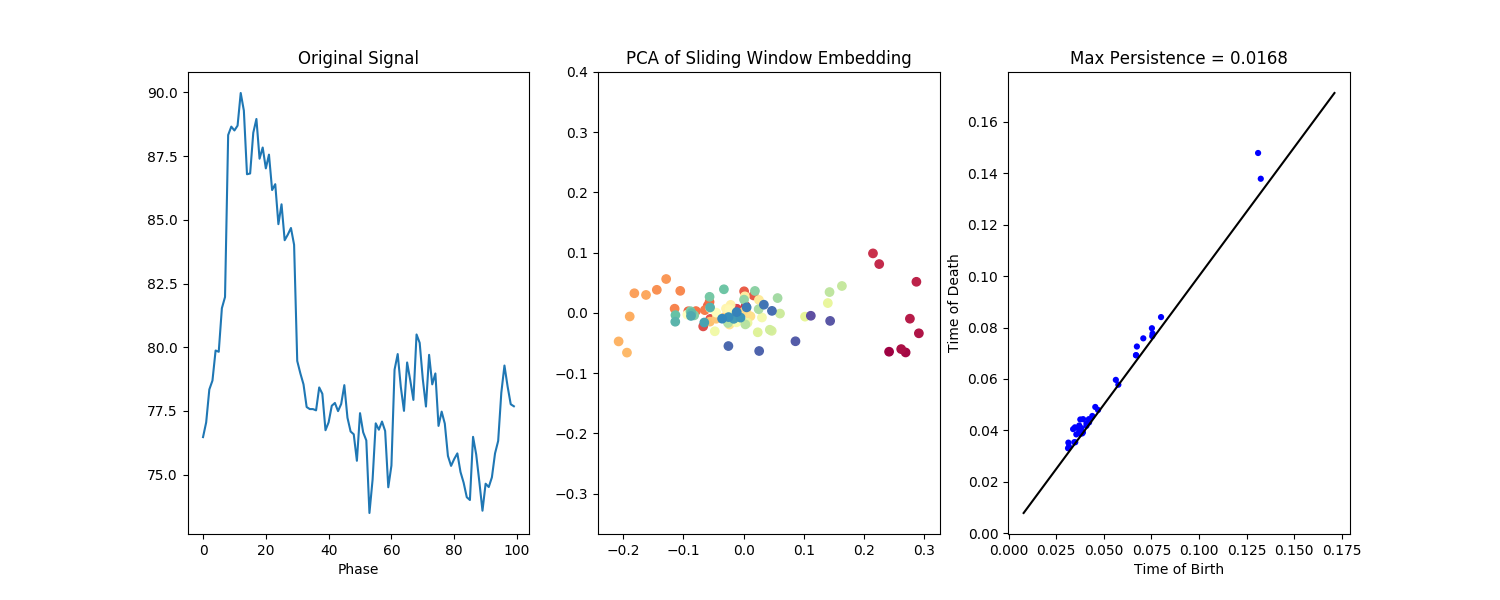 Original Signal
90.0
87.5
85.0
82.5
80.0
77.5
75.0
0 20 40 60 80 100
Phase
PCA of Sliding Window Embedding
0.4
0.3
0.2
0.1
0.0
−0.1
−0.2
−0.3
−0.2 −0.1 0.0 0.1 0.2 0.3
Max Persistence = 0.0168
Time of Death
0.16
0.14
0.12
0.10
0.08
0.06
0.04
0.02
0.00
0.000 0.025 0.050 0.075 0.100 0.125 0.150 0.175
Time of Birth